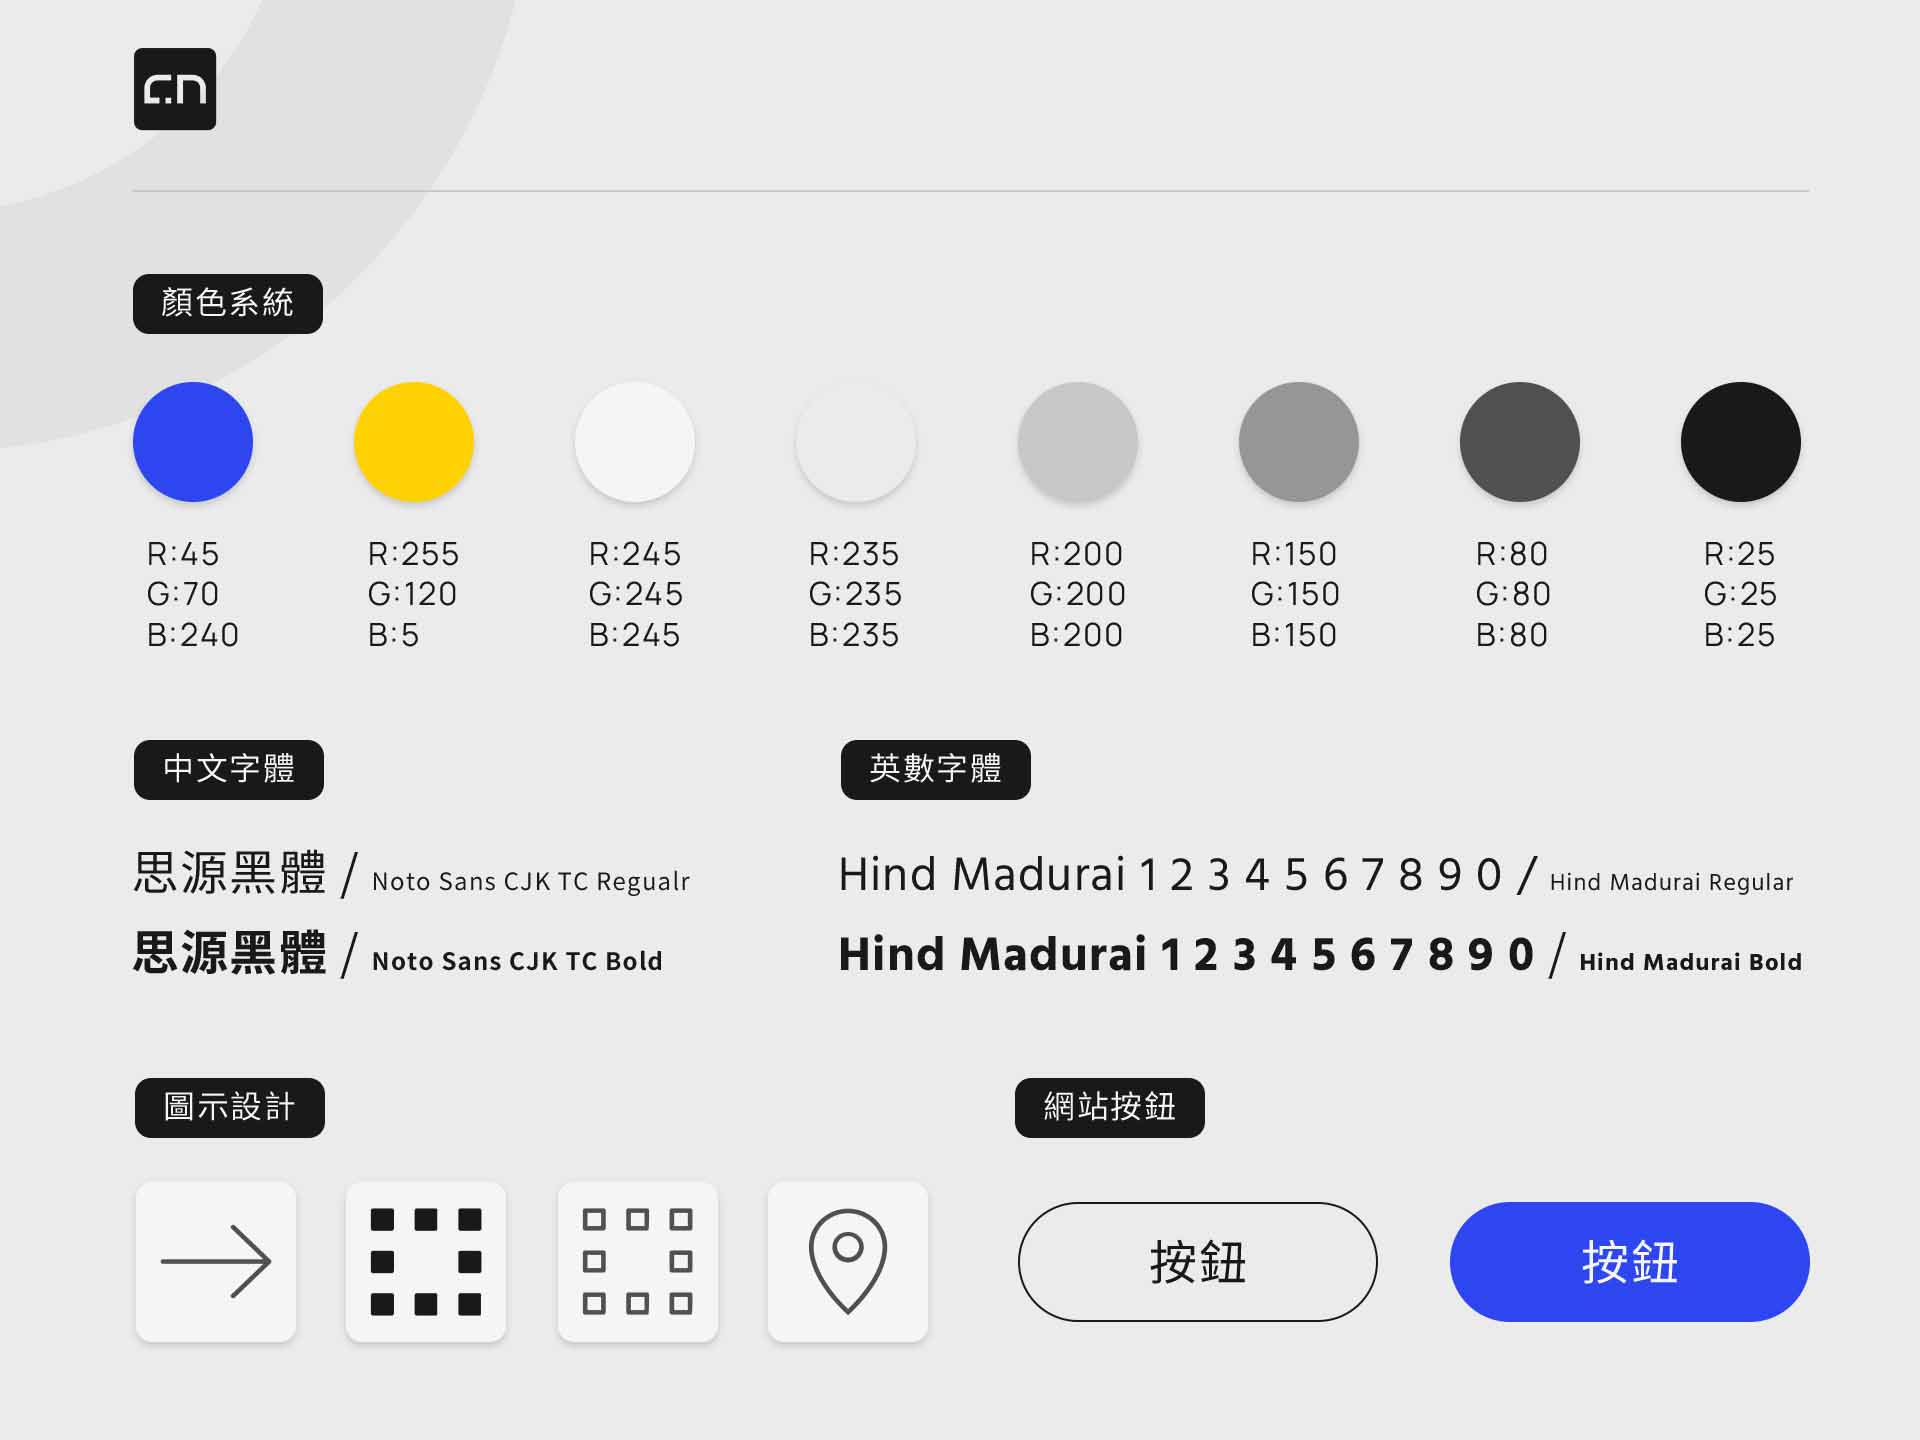 c.n
顏色系統
R:45
G:70
B:240
R:255
G:120
B:5
R:245
G:245
B:245
R:235
G:235
B:235
R:200
G:200
B:200
R:150
G:150
B:150
R:80
G:80
B:80
R:25
G:25
B:25
中文字體
思源黑體 / Noto Sans CJK TC Regualr
思源黑體 / Noto Sans CJK TC Bold
英數字體
Hind Madurai 1 2 3 4 5 6 7 8 9 0 / Hind Madurai Regular
Hind Madurai 1 2 3 4 5 6 7 8 9 0 / Hind Madurai Bold
圖示設計
網站按鈕
按鈕
按鈕